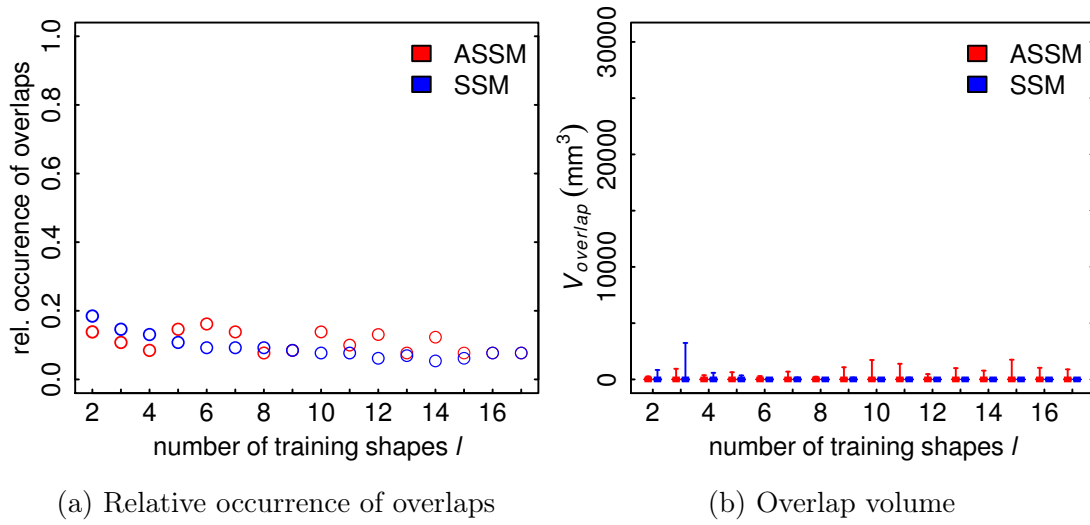 1.0
0.8
0.6
0.4
0.2
0.0
rel. occurence of overlaps
ASSM
SSM
2 4 6 8 10 12 14 16
number of training shapes l
(a) Relative occurrence of overlaps
30000
20000
10000
0
V overlap (mm³)
ASSM
SSM
2 4 6 8 10 12 14 16
number of training shapes l
(b) Overlap volume